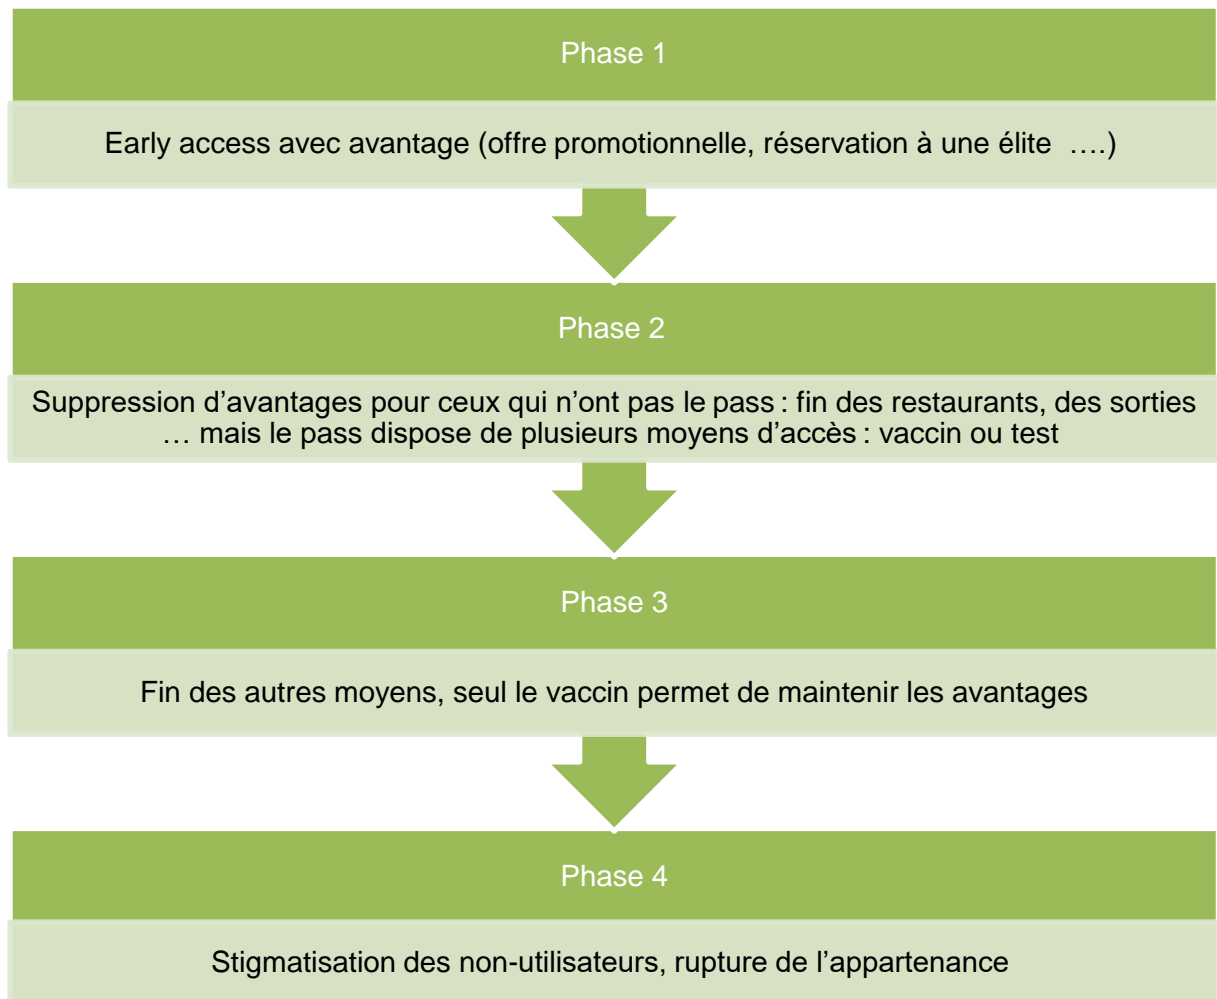 Phase 1
Early access avec avantage (offre promotionnelle, réservation à une élite ….)
Phase 2
Suppression d’avantages pour ceux qui n’ont pas le pass : fin des restaurants, des sorties
… mais le pass dispose de plusieurs moyens d’accès : vaccin ou test
Phase 3
Fin des autres moyens, seul le vaccin permet de maintenir les avantages
Phase 4
Stigmatisation des non-utilisateurs, rupture de l’appartenance